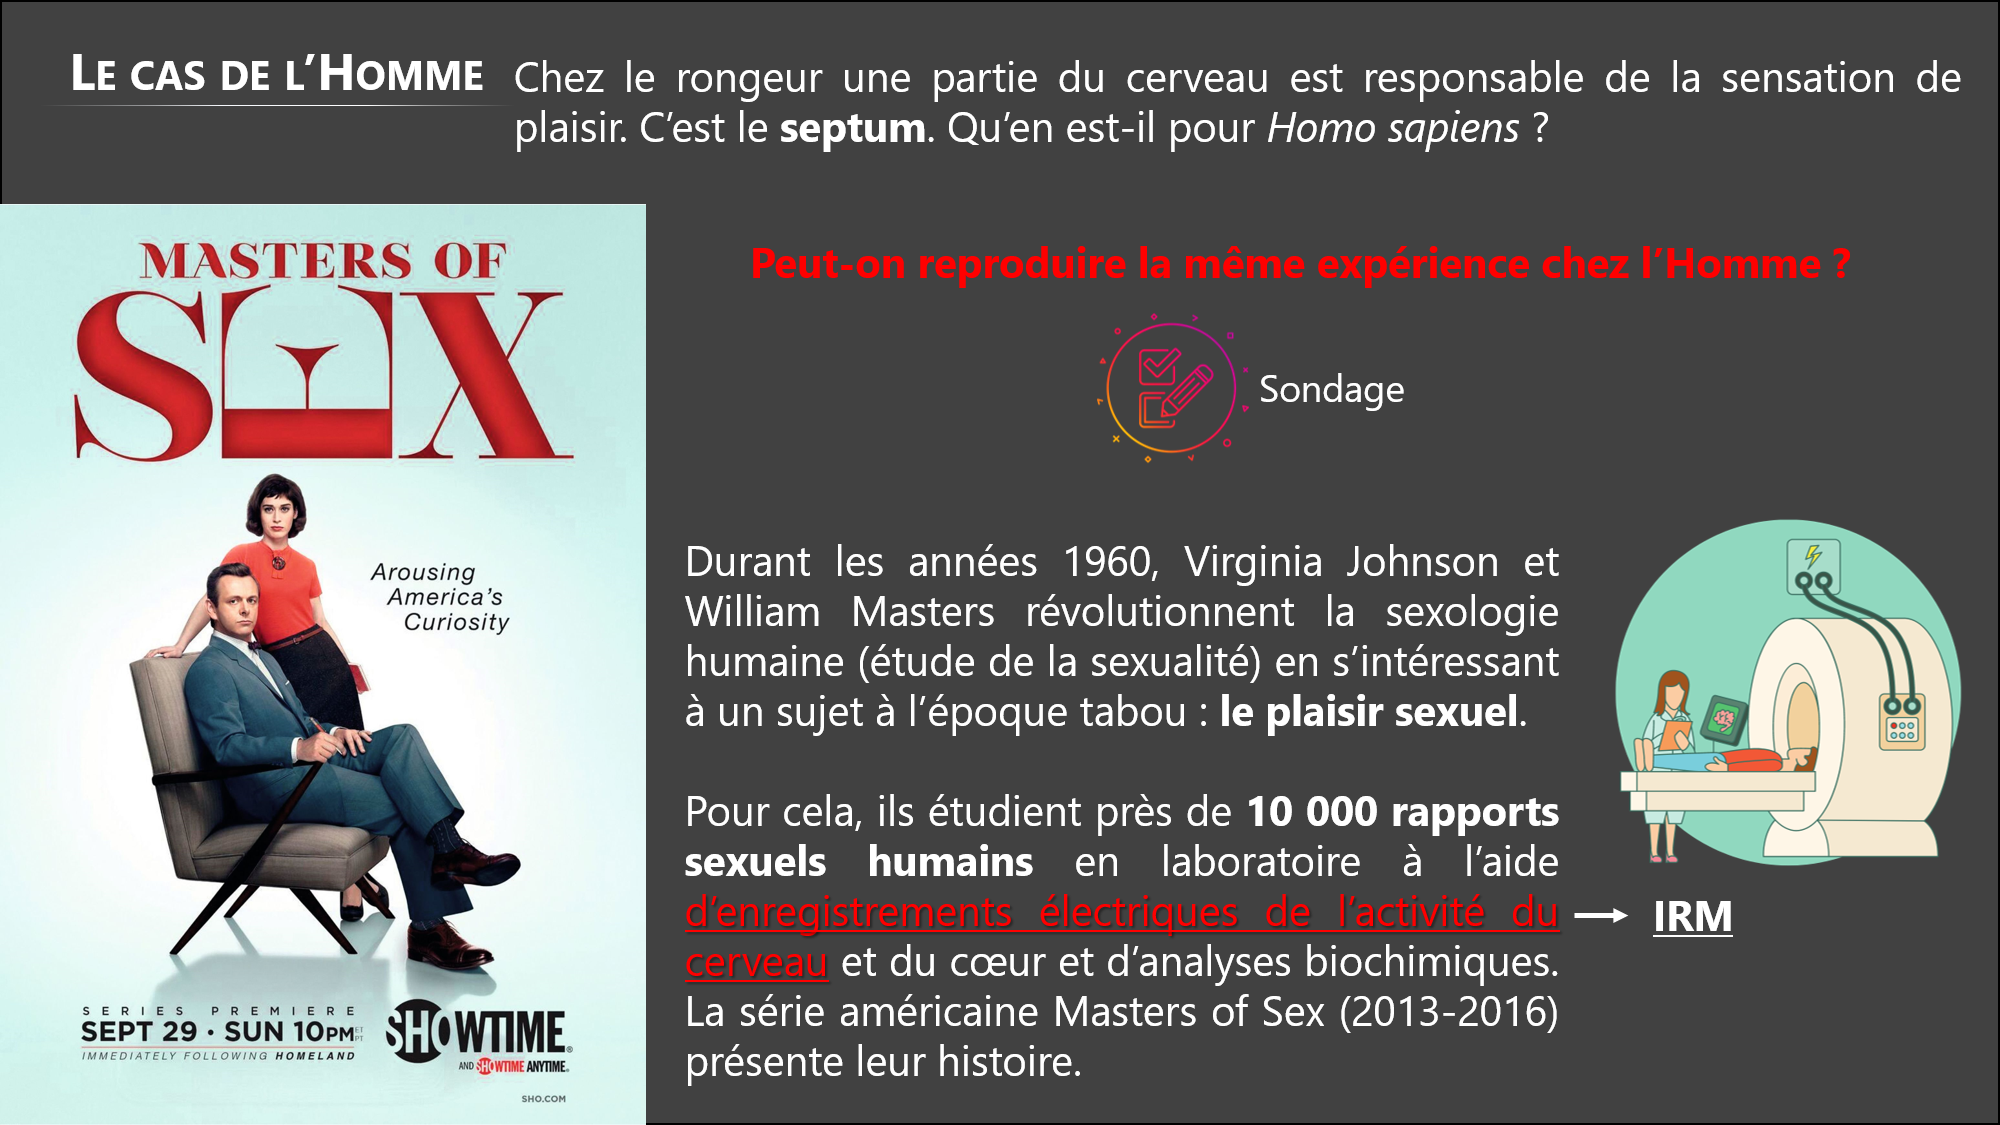 LE CAS DE L’HOMME
Chez le rongeur une partie du cerveau est responsable de la sensation de
plaisir. C’est le septum. Qu’en est-il pour Homo sapiens ?
MASTERS OF
SEX
Arousing
America’s
Curiosity
SERIES PREMIERE
SEPT 29 · SUN 10PM ET PT
IMMEDIATELY FOLLOWING HOMELAND
SHOWTIME®
AND SHOWTIME ANYTIME®
SHO.COM
Peut-on reproduire la même expérience chez l’Homme ?
Sondage
Durant les années 1960, Virginia Johnson et
William Masters révolutionnent la sexologie
humaine (étude de la sexualité) en s’intéressant
à un sujet à l’époque tabou : le plaisir sexuel.
Pour cela, ils étudient près de 10 000 rapports
sexuels humains en laboratoire à l’aide
d’enregistrements électriques de l’activité du
cerveau et du cœur et d’analyses biochimiques.
La série américaine Masters of Sex (2013-2016)
présente leur histoire.
IRM